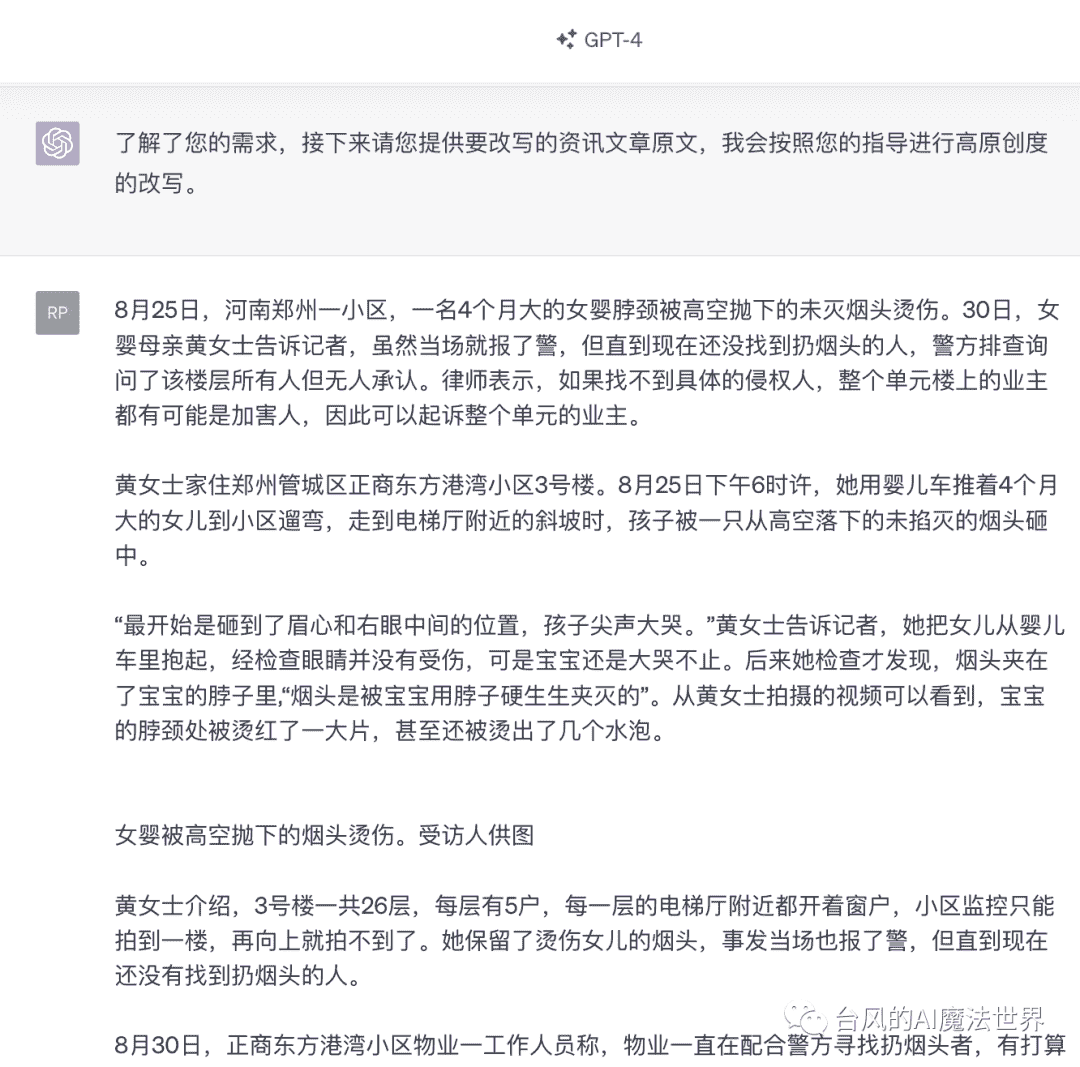 GPT-4
了解了您的需求，接下来请您提供要改写的资讯文章原文，我会按照您的指导进行高原创度
的改写。
RP
8月25日，河南郑州一小区，一名4个月大的女婴脖颈被高空抛下的未灭烟头烫伤。30日，女
婴母亲黄女士告诉记者，虽然当场就报了警，但直到现在还没找到扔烟头的人，警方排查询
问了该楼层所有人但无人承认。律师表示，如果找不到具体的侵权人，整个单元楼上的业主
都有可能是加害人，因此可以起诉整个单元的业主。
黄女士家住郑州管城区正商东方港湾小区3号楼。8月25日下午6时许，她用婴儿车推着4个月
大的女儿到小区遛弯，走到电梯厅附近的斜坡时，孩子被一只从高空落下的未掐灭的烟头砸
中。
“最开始是砸到了眉心和右眼中间的位置，孩子尖声大哭。”黄女士告诉记者，她把女儿从婴儿
车里抱起，经检查眼睛并没有受伤，可是宝宝还是大哭不止。后来她检查才发现，烟头夹在
了宝宝的脖子里,“烟头是被宝宝用脖子硬生生夹灭的”。从黄女士拍摄的视频可以看到，宝宝
的脖颈处被烫红了一大片，甚至还被烫出了几个水泡。
女婴被高空抛下的烟头烫伤。受访人供图
黄女士介绍，3号楼一共26层，每层有5户，每一层的电梯厅附近都开着窗户，小区监控只能
拍到一楼，再向上就拍不到了。她保留了烫伤女儿的烟头，事发当场也报了警，但直到现在
还没有找到扔烟头的人。
台风的AI魔法世界
8月30日，正商东方港湾小区物业一工作人员称，物业一直在配合警方寻找扔烟头者，有打算